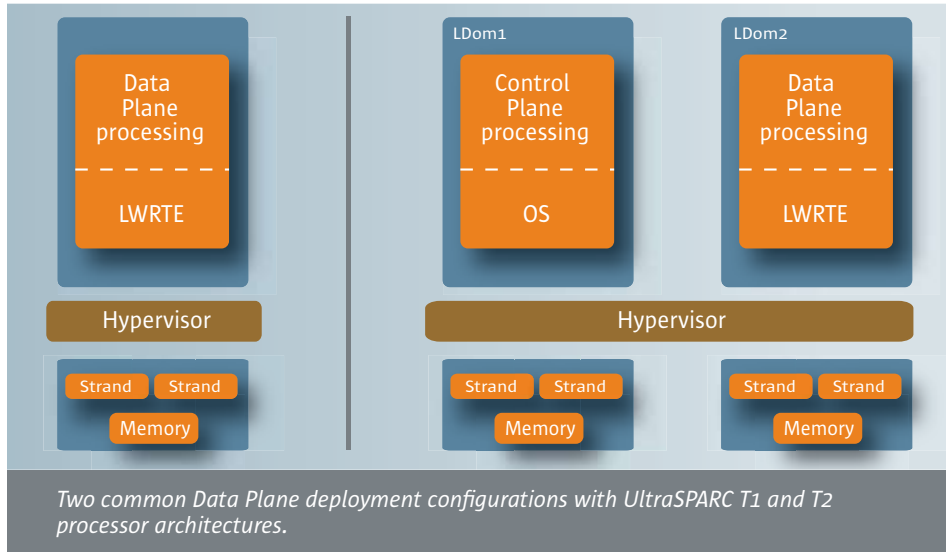 Data
Plane
processing
LWRTE
Hypervisor
Strand Strand
Memory
LDom1
Control
Plane
processing
OS
LDom2
Data
Plane
processing
LWRTE
Hypervisor
Strand Strand
Memory
Strand Strand
Memory
Two common Data Plane deployment configurations with UltraSPARC T1 and T2
processor architectures.